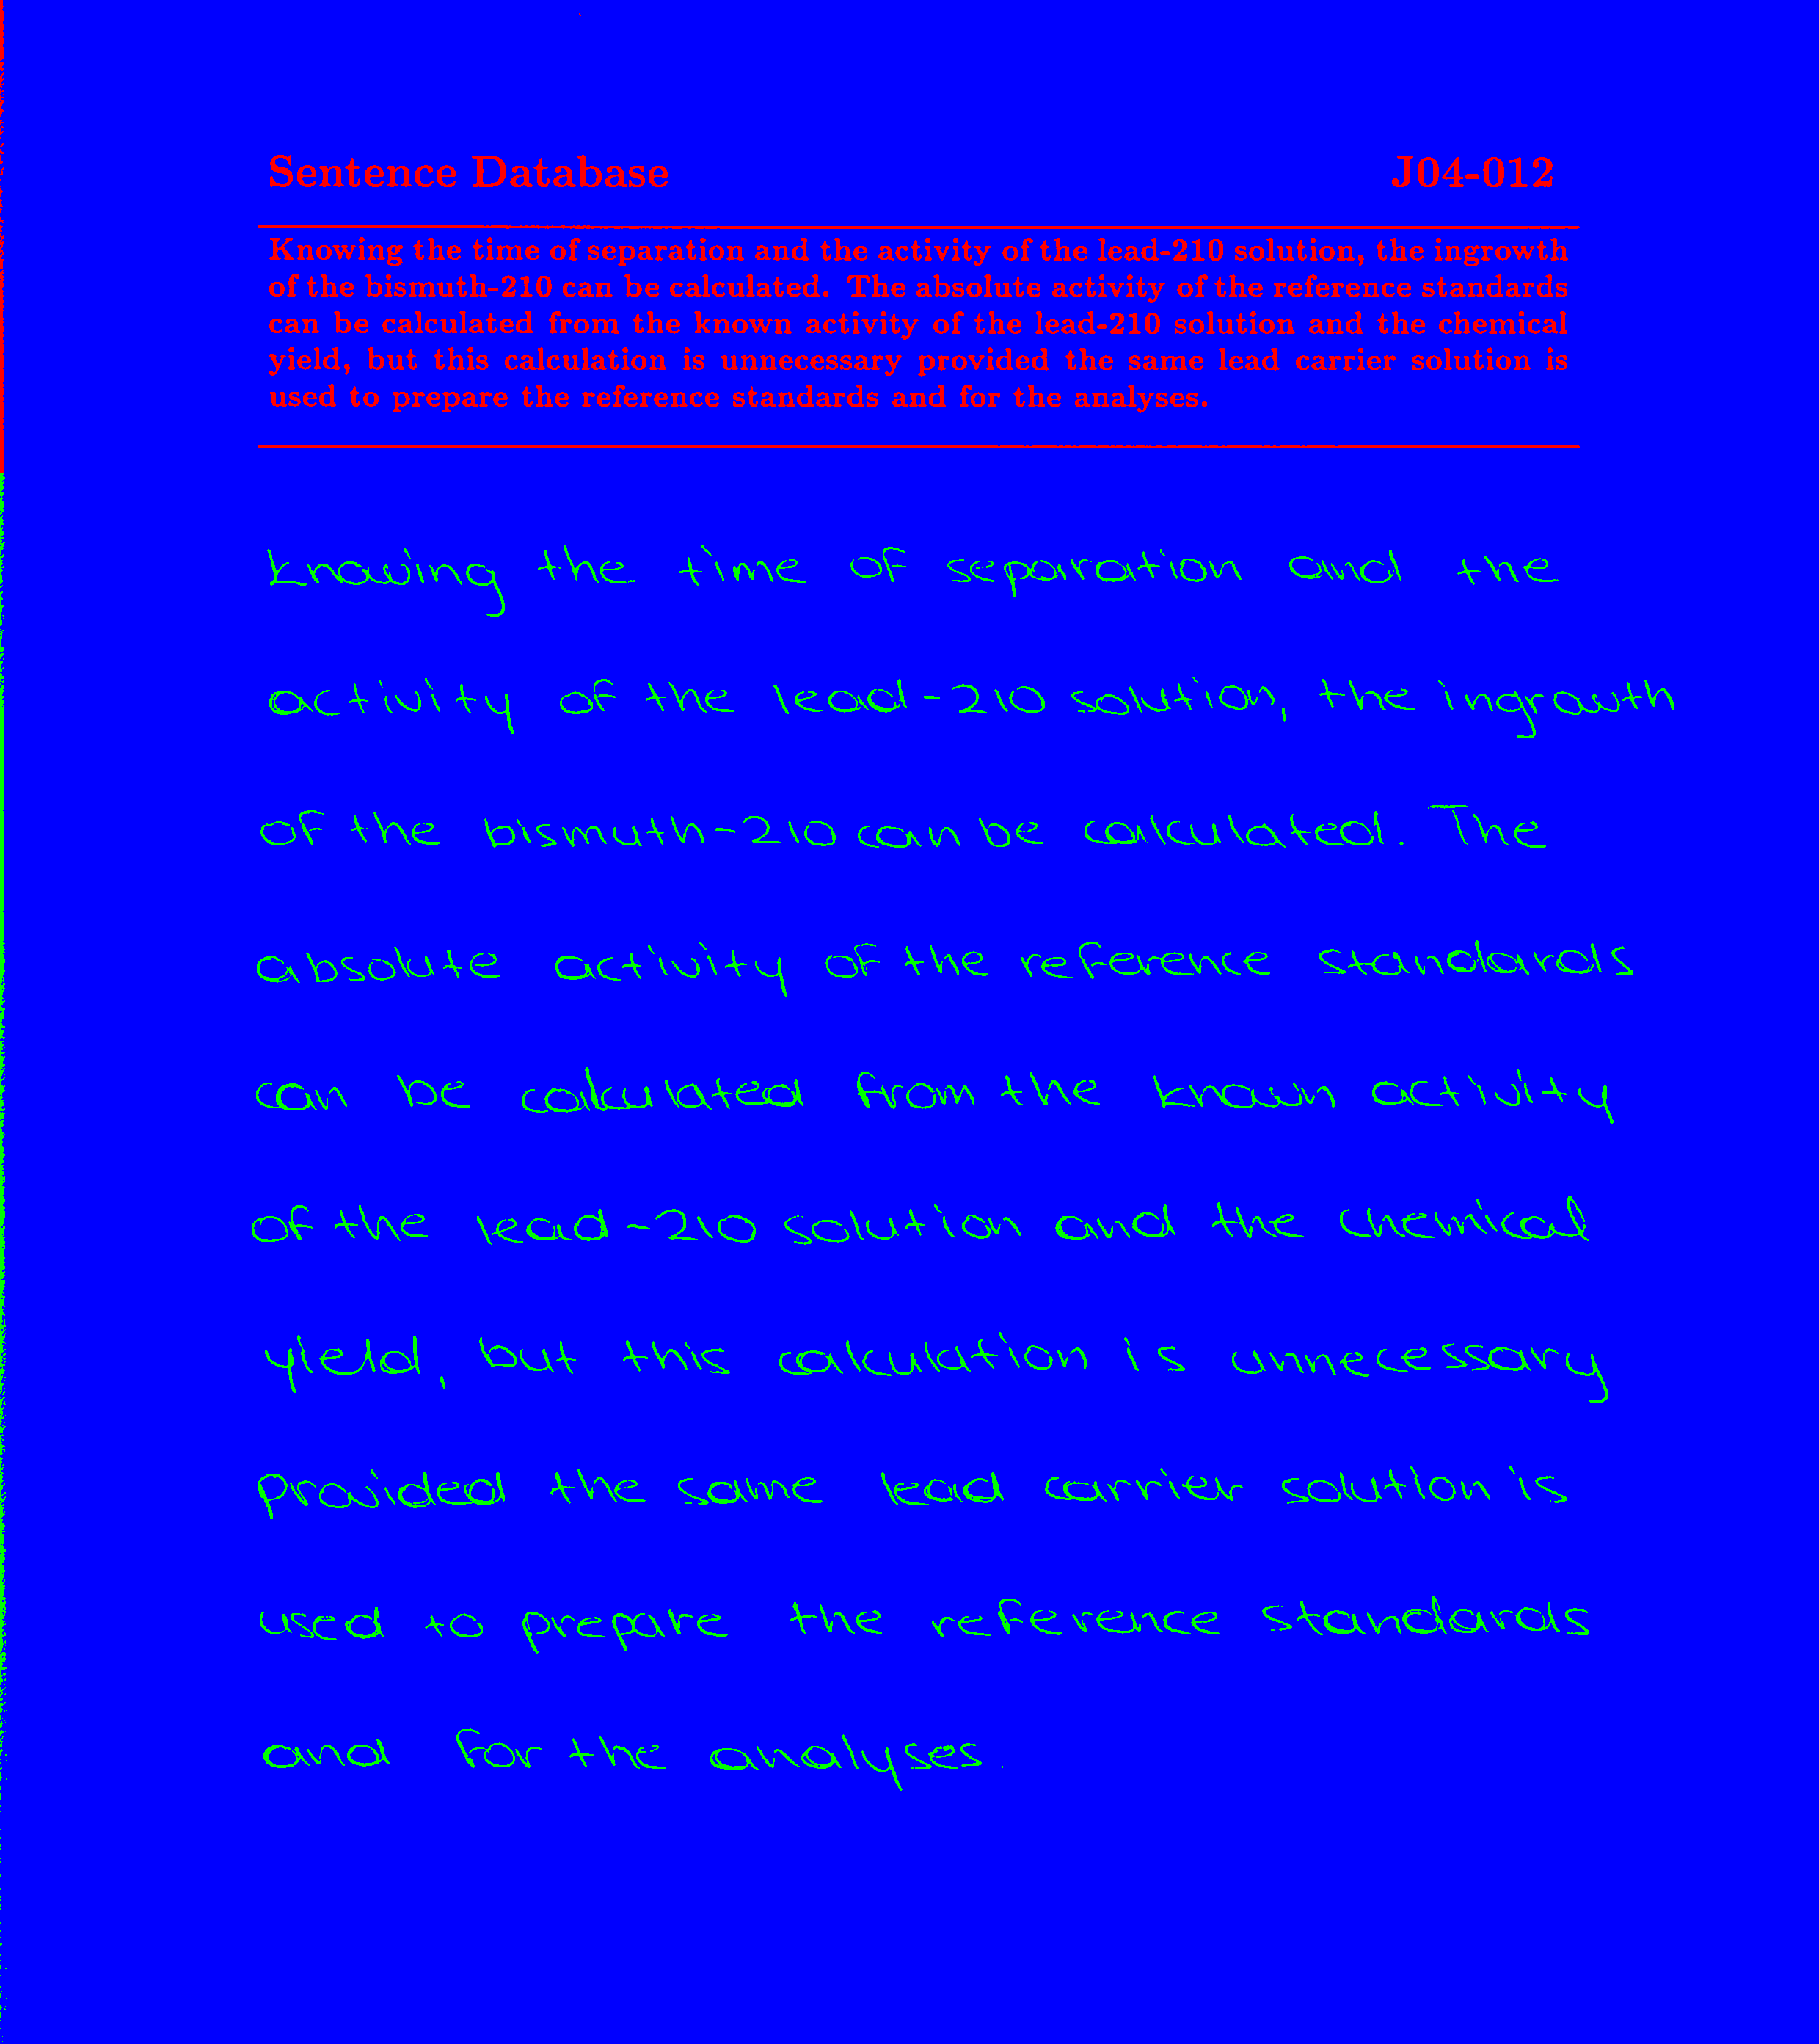 Sentence Database J04-012
Knowing the time of separation and the activity of the lead-210 solution, the ingrowth
of the bismuth-210 can be calculated. The absolute activity of the reference standards
can be calculated from the known activity of the lead-210 solution and the chemical
yield, but this calculation is unnecessary provided the same lead carrier solution is
used to prepare the reference standards and for the analyses.
Knowing the time of separation and the
activity of the lead-210 solution, the ingrowth
of the bismuth-210 can be calculated. The
absolute activity of the reference standards
can be calculated from the known activity
of the lead-210 solution and the chemical
yield, but this calculation is unnecessary
provided the same lead carrier solution is
used to prepare the reference standards
and for the analyses.